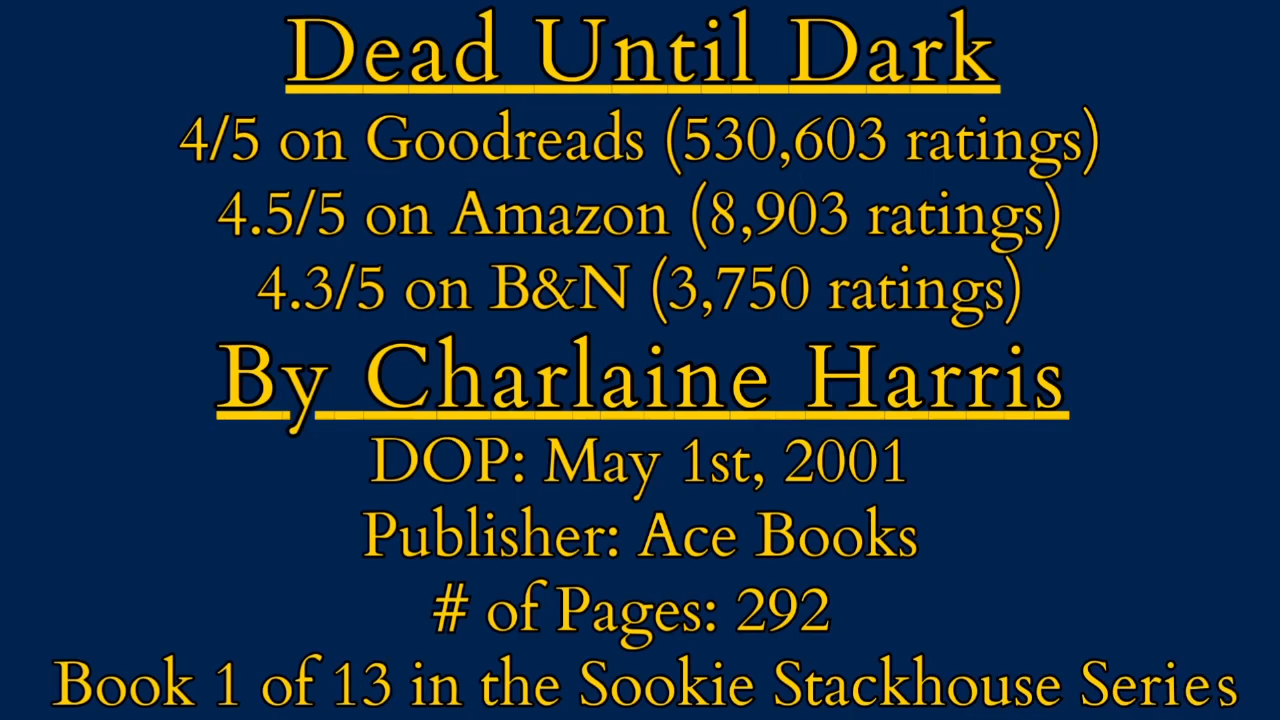 Dead Until Dark
4/5 on Goodreads (530,603 ratings)
4.5/5 on Amazon (8,903 ratings)
4.3/5 on B&N (3,750 ratings)
By Charlaine Harris
DOP: May 1st, 2001
Publisher: Ace Books
# of Pages: 292
Book 1 of 13 in the Sookie Stackhouse Series